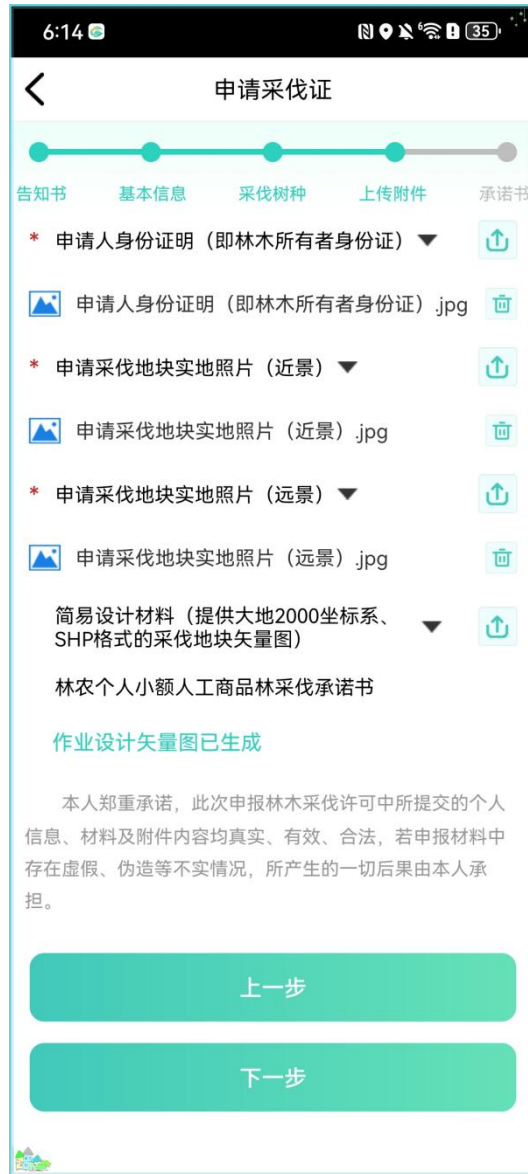 6:14
6
35
申请采伐证
告知书 基本信息 采伐树种 上传附件 承诺书
* 申请人身份证明（即林木所有者身份证）
申请人身份证明（即林木所有者身份证）.jpg
* 申请采伐地块实地照片（近景）
申请采伐地块实地照片（近景）.jpg
* 申请采伐地块实地照片（远景）
申请采伐地块实地照片（远景）.jpg
简易设计材料（提供大地2000坐标系、
SHP格式的采伐地块矢量图）
林农个人小额人工商品林采伐承诺书
作业设计矢量图已生成
本人郑重承诺，此次申报林木采伐许可中所提交的个人
信息、材料及附件内容均真实、有效、合法，若申报材料中
存在虚假、伪造等不实情况，所产生的一切后果由本人承
担。
上一步
下一步